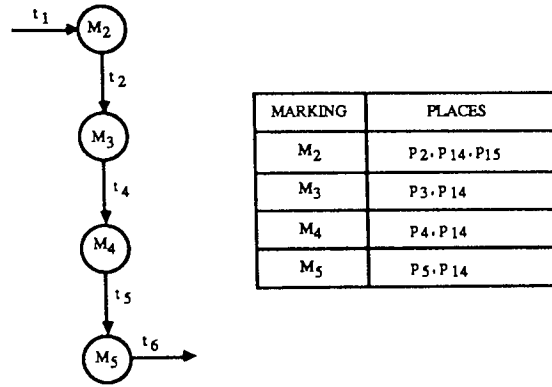 t1
M2
t2
M3
t4
M4
t5
M5
t6
MARKING PLACES
M2 P2, P14, P15
M3 P3, P14
M4 P4, P14
M5 P5, P14